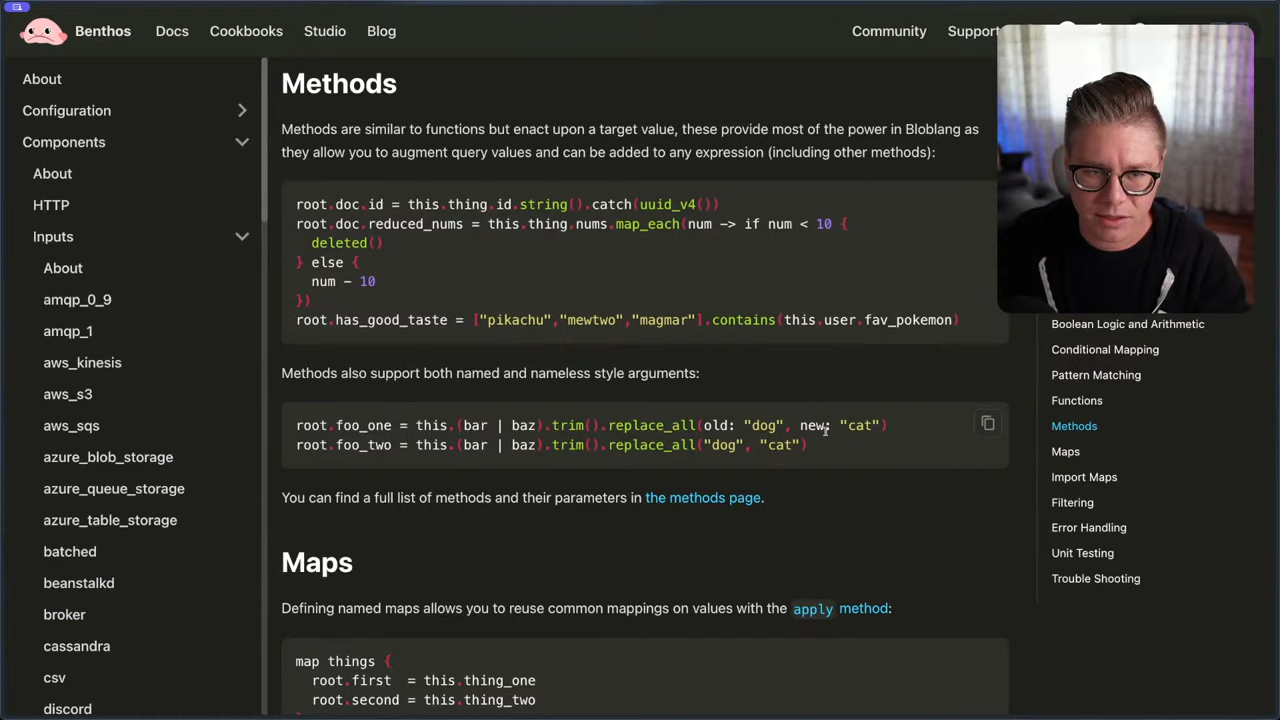 Benthos Docs Cookbooks Studio Blog Community Support
About
Configuration
Components
About
HTTP
Inputs
About
amqp_0_9
amqp_1
aws_kinesis
aws_s3
aws_sqs
azure_blob_storage
azure_queue_storage
azure_table_storage
batched
beanstalkd
broker
cassandra
csv
discord
Methods
Methods are similar to functions but enact upon a target value, these provide most of the power in Bloblang as
they allow you to augment query values and can be added to any expression (including other methods):
root.doc.id = this.thing.id.string().catch(uuid_v4())
root.doc.reduced_nums = this.thing.nums.map_each(num -> if num < 10 {
deleted()
} else {
num - 10
})
root.has_good_taste = ["pikachu","mewtwo","magmar"].contains(this.user.fav_pokemon)
Methods also support both named and nameless style arguments:
root.foo_one = this.(bar | baz).trim().replace_all(old: "dog", new: "cat")
root.foo_two = this.(bar | baz).trim().replace_all("dog", "cat")
You can find a full list of methods and their parameters in the methods page.
Maps
Defining named maps allows you to reuse common mappings on values with the apply method:
map things {
root.first = this.thing_one
root.second = this.thing_two
Boolean Logic and Arithmetic
Conditional Mapping
Pattern Matching
Functions
Methods
Maps
Import Maps
Filtering
Error Handling
Unit Testing
Trouble Shooting